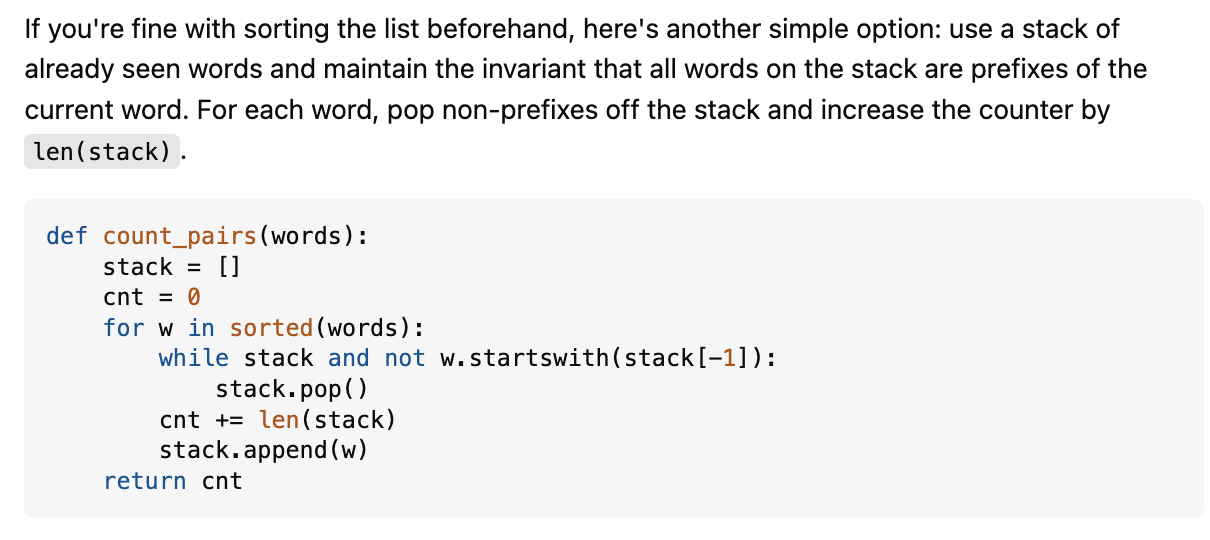 If you're fine with sorting the list beforehand, here's another simple option: use a stack of
already seen words and maintain the invariant that all words on the stack are prefixes of the
current word. For each word, pop non-prefixes off the stack and increase the counter by
len(stack) .
def count_pairs(words):
    stack = []
    cnt = 0
    for w in sorted(words):
        while stack and not w.startswith(stack[-1]):
            stack.pop()
        cnt += len(stack)
        stack.append(w)
    return cnt